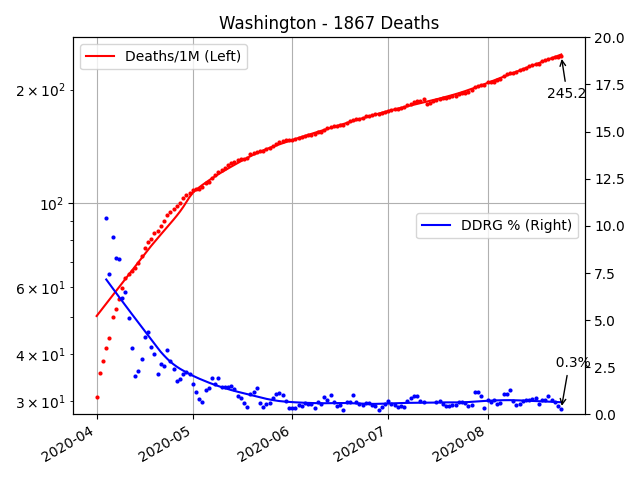 Washington - 1867 Deaths
Deaths/1M (Left)
DDRG % (Right)
245.2
0.3%
2 × 10²
10²
6 × 10¹
4 × 10¹
3 × 10¹
20.0
17.5
15.0
12.5
10.0
7.5
5.0
2.5
0.0
2020-04
2020-05
2020-06
2020-07
2020-08